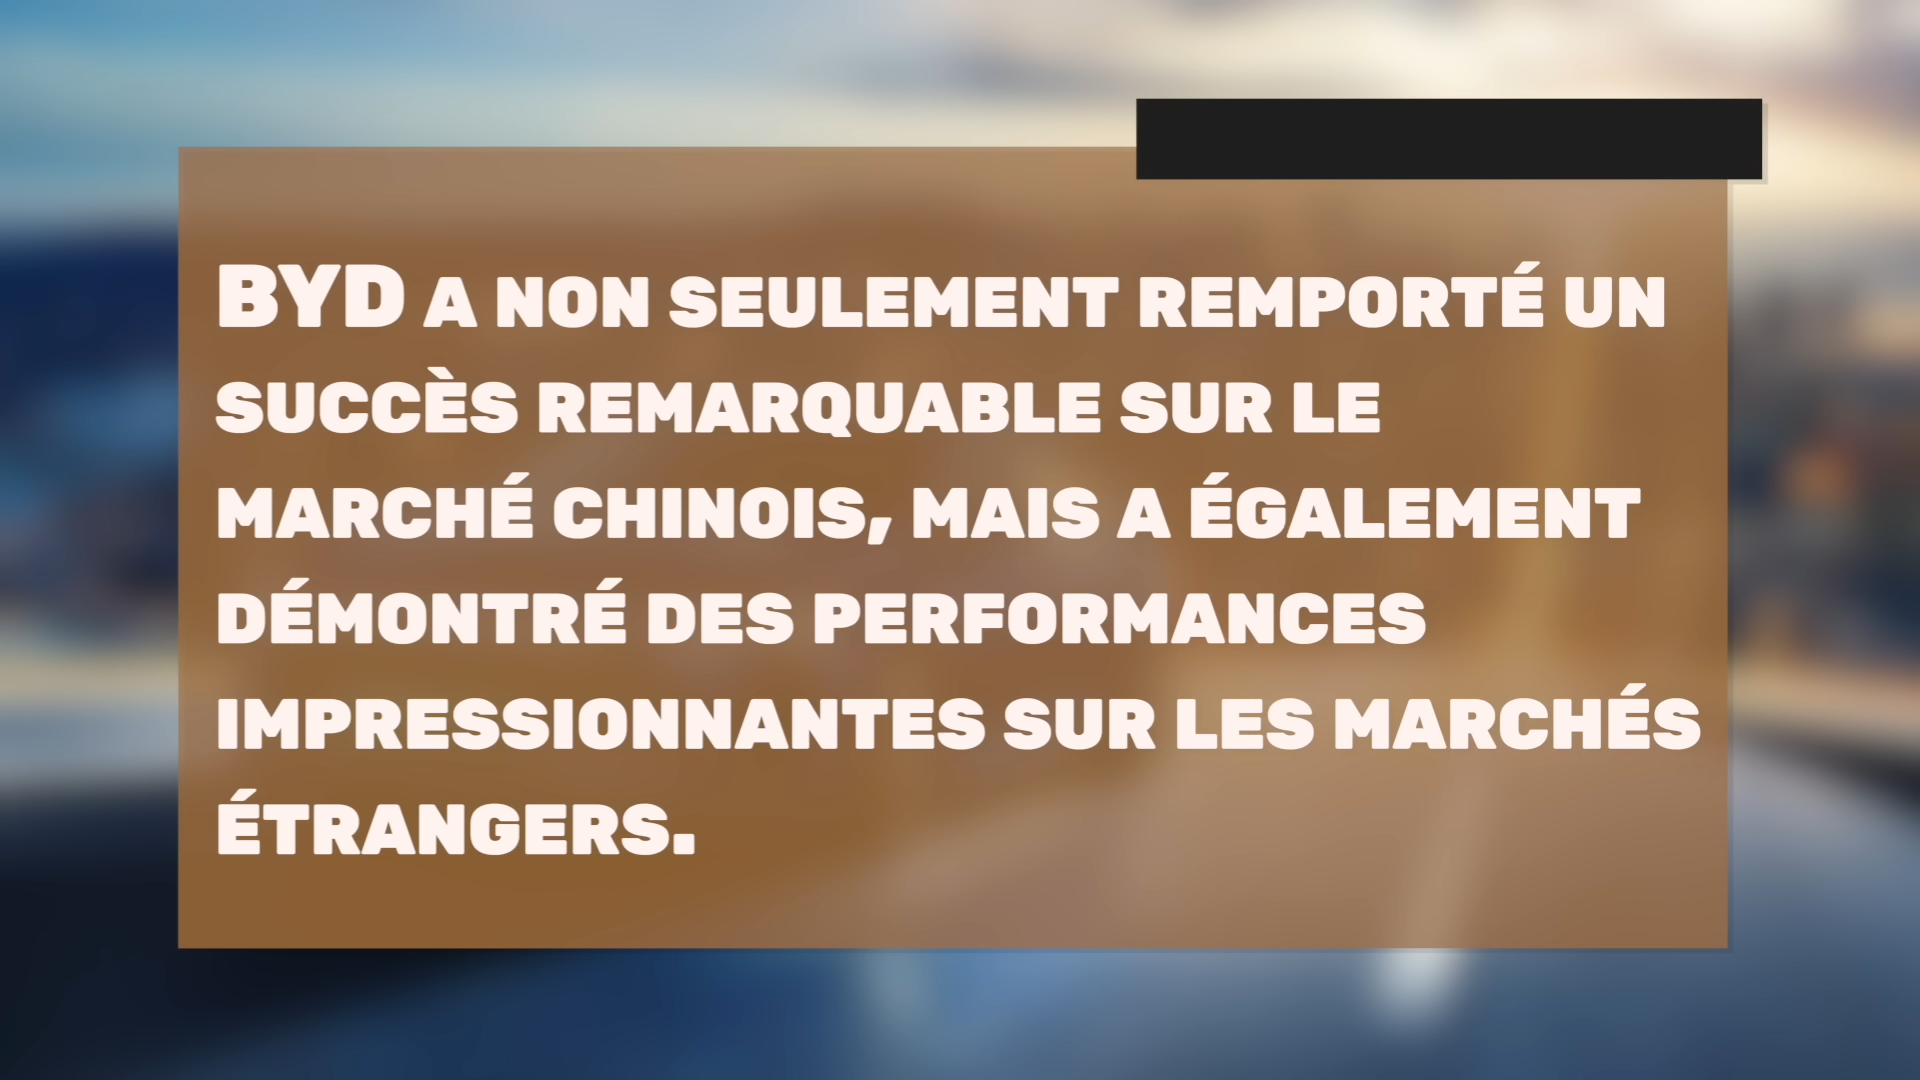 BYD A NON SEULEMENT REMPORTÉ UN
SUCCÈS REMARQUABLE SUR LE
MARCHÉ CHINOIS, MAIS A ÉGALEMENT
DÉMONTRÉ DES PERFORMANCES
IMPRESSIONNANTES SUR LES MARCHÉS
ÉTRANGERS.